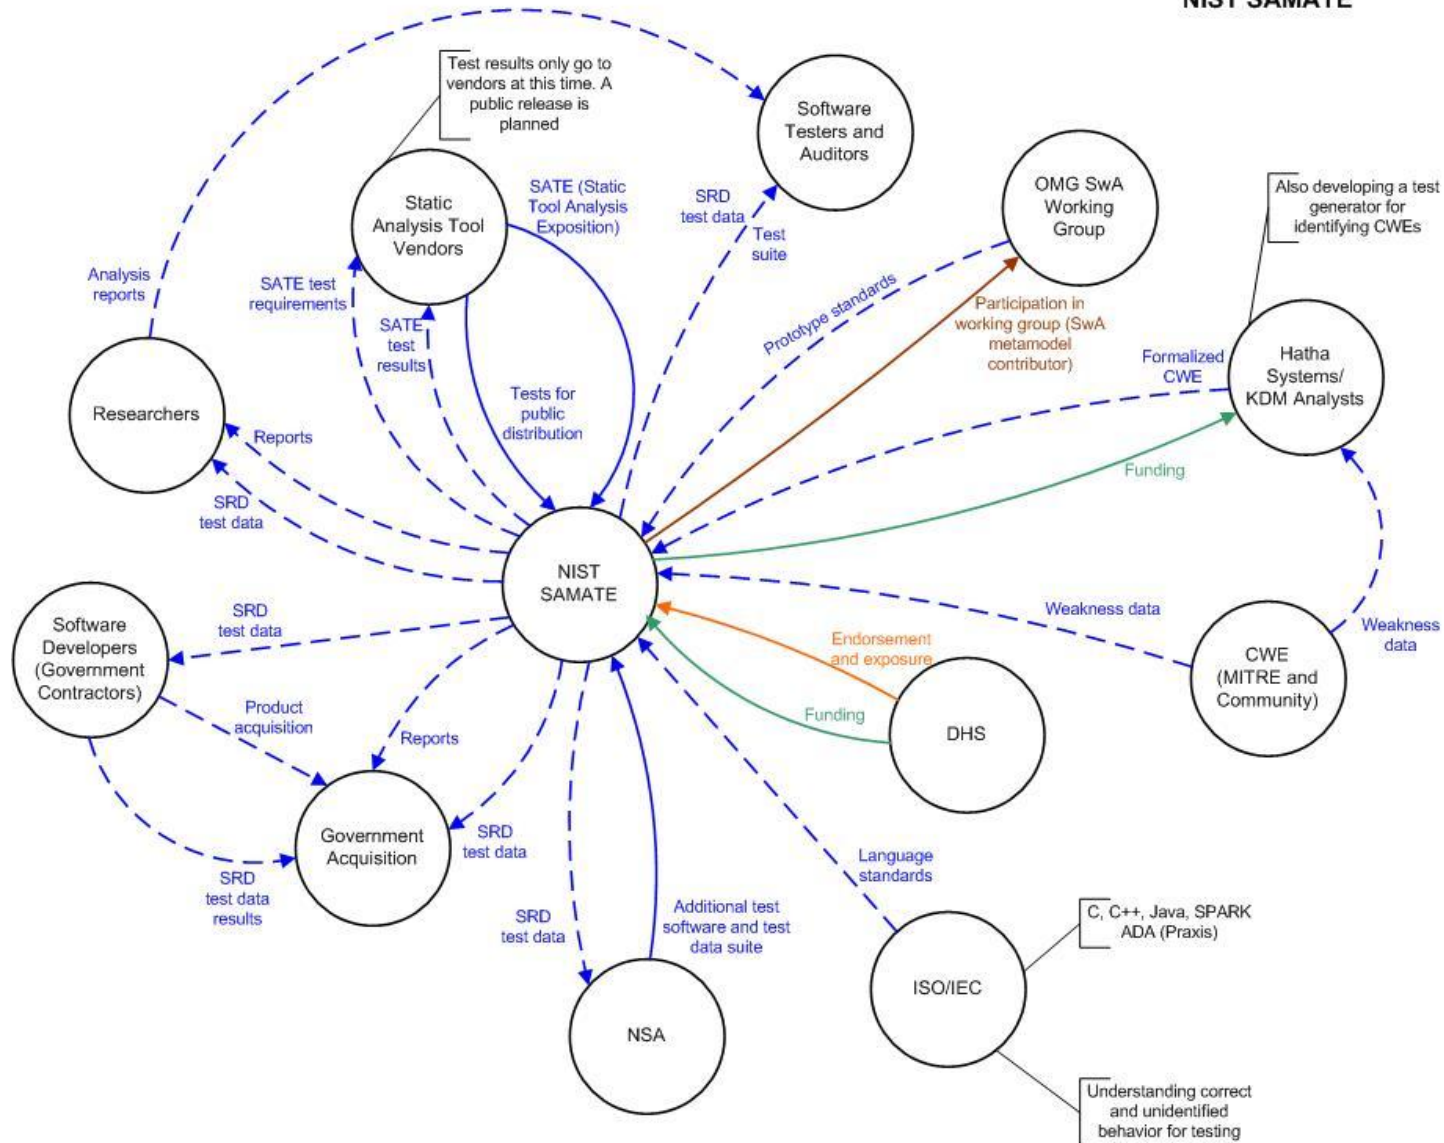 NIST SAMATE
Test results only go to
vendors at this time. A
public release is
planned
Software
Testers and
Auditors
Static
Analysis Tool
Vendors
SATE (Static
Tool Analysis
Exposition)
SRD
test data
Test
suite
OMG SwA
Working
Group
Also developing a test
generator for
identifying CWEs
Analysis
reports
SATE test
requirements
SATE
test
results
Prototype standards
Participation in
working group (SwA
metamodel
contributor)
Formalized
CWE
Hatha
Systems/
KDM Analysts
Researchers
Reports
Tests for
public
distribution
Funding
SRD
test data
NIST
SAMATE
Software
Developers
(Government
Contractors)
SRD
test data
Weakness data
Weakness
data
Endorsement
and exposure
CWE
(MITRE and
Community)
Product
acquisition
Reports
Funding
DHS
Government
Acquisition
SRD
test data
Language
standards
SRD
test data
results
SRD
test data
Additional test
software and test
data suite
C, C++, Java, SPARK
ADA (Praxis)
ISO/IEC
NSA
Understanding correct
and unidentified
behavior for testing